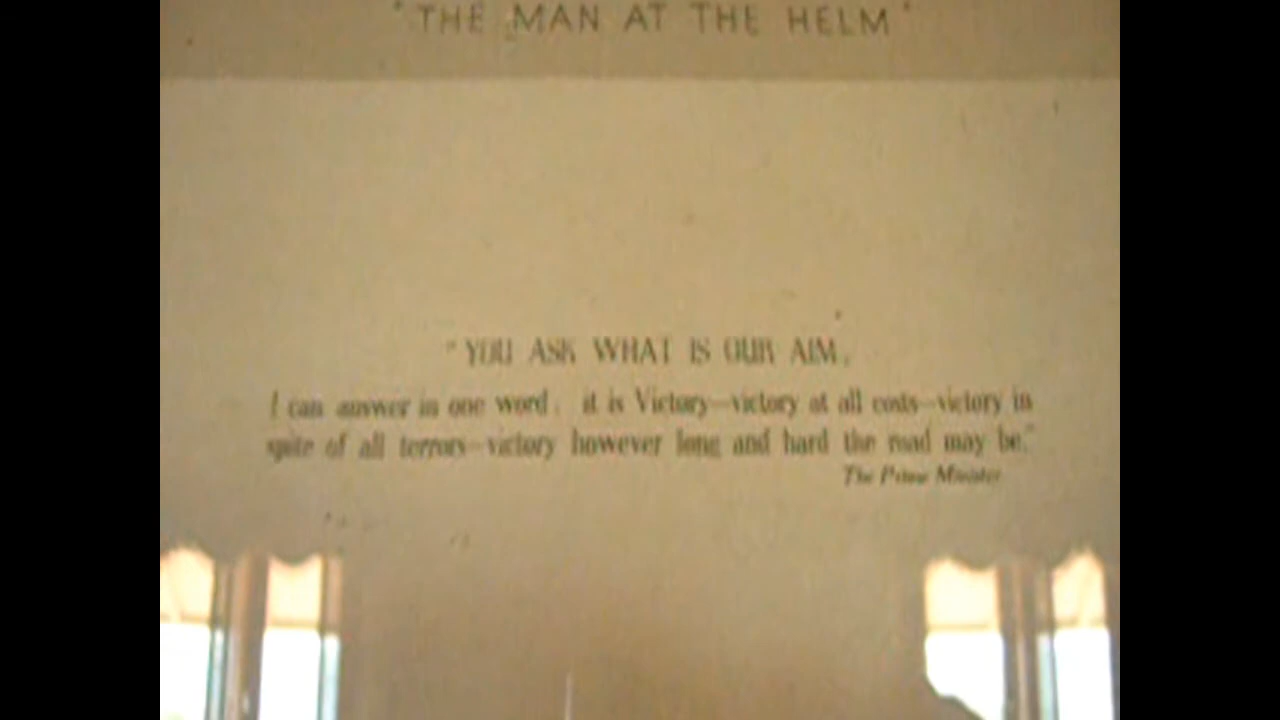 "THE MAN AT THE HELM"
"YOU ASK WHAT IS OUR AIM,
I can answer in one word: it is Victory—victory at all costs—victory in
spite of all terrors—victory however long and hard the road may be."
The Prime Minister